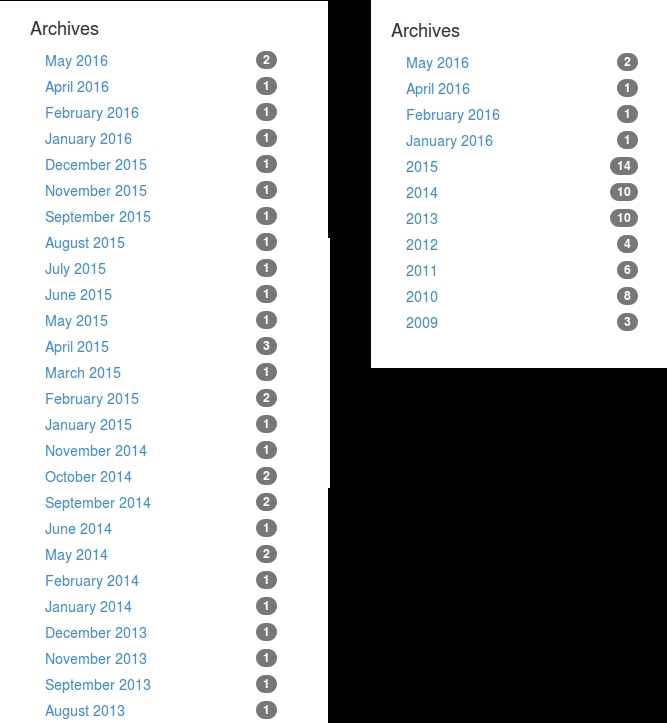 Archives
May 2016 2
April 2016 1
February 2016 1
January 2016 1
December 2015 1
November 2015 1
September 2015 1
August 2015 1
July 2015 1
June 2015 1
May 2015 1
April 2015 3
March 2015 1
February 2015 2
January 2015 1
November 2014 1
October 2014 2
September 2014 2
June 2014 1
May 2014 2
February 2014 1
January 2014 1
December 2013 1
November 2013 1
September 2013 1
August 2013 1
Archives
May 2016 2
April 2016 1
February 2016 1
January 2016 1
2015 14
2014 10
2013 10
2012 4
2011 6
2010 8
2009 3